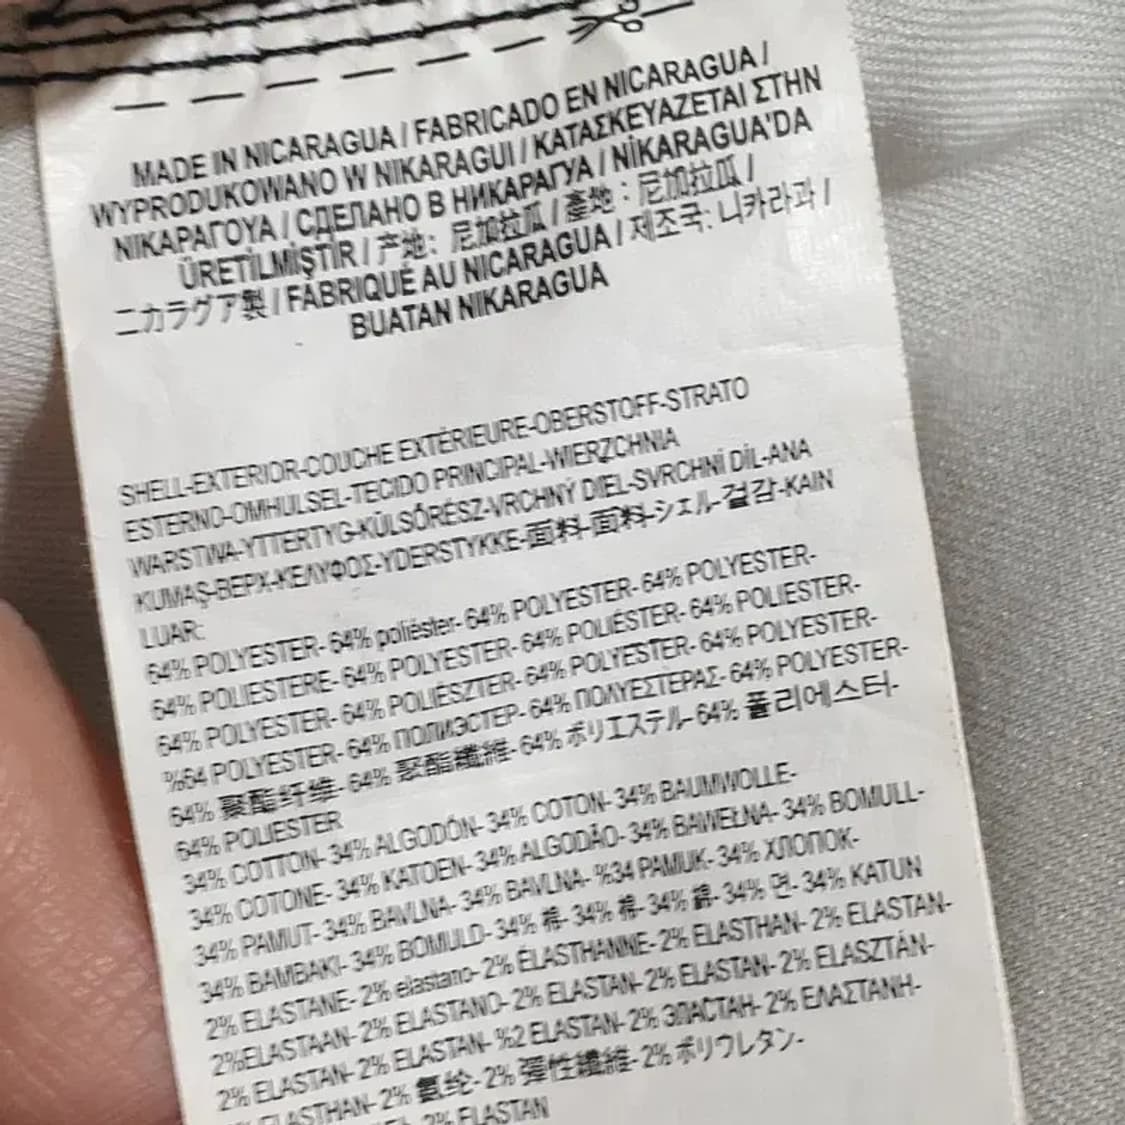 MADE IN NICARAGUA / FABRICADO EN NICARAGUA /
WYPRODUKOWANO W NIKARAGUI / ΚΑΤΑΣΚΕΥΑΖΕΤΑΙ ΣΤΗΝ
ΝΙΚΑΡΑΓΟΥΑ / СДЕЛАНО В НИКАРАГУА / NİKARAGUA'DA
ÜRETİLMİŞTİR / 产地: 尼加拉瓜 / 產地: 尼加拉瓜 /
ニカラグア製 / FABRIQUÉ AU NICARAGUA / 제조국: 니카라과 /
BUATAN NIKARAGUA
SHELL-EXTERIOR-COUCHE EXTÉRIEURE-OBERSTOFF-STRATO
ESTERNO-OMHULSEL-TECIDO PRINCIPAL-WIERZCHNIA
WARSTWA-YTTERTYG-KÜLSŐRÉSZ-VRCHNÝ DIEL-SVRCHNÍ DÍL-ANA
KUMAŞ-ВЕРХ-ΚΕΛΥΦΟΣ-YDERSTYKKE-面料-面料-シェル-겉감-KAIN
LUAR:
64% POLYESTER- 64% poliéster- 64% POLYESTER- 64% POLYESTER-
64% POLIESTERE- 64% POLYESTER- 64% POLIÉSTER- 64% POLIESTER-
64% POLYESTER- 64% POLIÉSZTER- 64% POLYESTER- 64% POLYESTER-
%64 POLYESTER- 64% ПОЛИЭСТЕР- 64% ΠΟΛΥΕΣΤΕΡΑΣ- 64% POLYESTER-
64% 聚酯纤维- 64% 聚酯纖維- 64% ポリエステル- 64% 폴리에스터-
64% POLIESTER
34% COTTON- 34% ALGODÓN- 34% COTON- 34% BAUMWOLLE-
34% COTONE- 34% KATOEN- 34% ALGODÃO- 34% BAWEŁNA- 34% BOMULL-
34% PAMUT- 34% BAVLNA- 34% BAVLNA- %34 PAMUK- 34% ХЛОПОК-
34% BAMBAKI- 34% BOMULD- 34% 棉- 34% 棉- 34% 綿- 34% 면- 34% KATUN
2% ELASTANE- 2% elastano- 2% ÉLASTHANNE- 2% ELASTHAN- 2% ELASTAN-
2%ELASTAAN- 2% ELASTANO- 2% ELASTAN- 2% ELASTAN- 2% ELASZTÁN-
2% ELASTAN- 2% ELASTAN- %2 ELASTAN- 2% ЭЛАСТАН- 2% ΕΛΑΣΤΑΝΗ-
ELASTHAN- 2% 氨纶- 2% 彈性纖維- 2% ポリウレタン-
2% ELASTAN